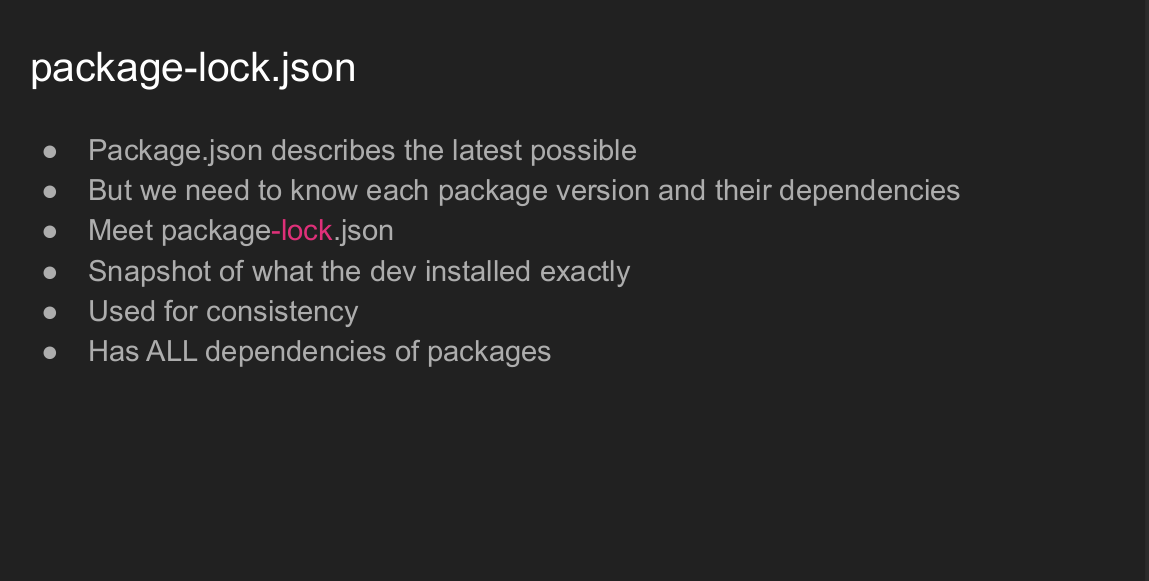 package-lock.json
● Package.json describes the latest possible
● But we need to know each package version and their dependencies
● Meet package-lock.json
● Snapshot of what the dev installed exactly
● Used for consistency
● Has ALL dependencies of packages